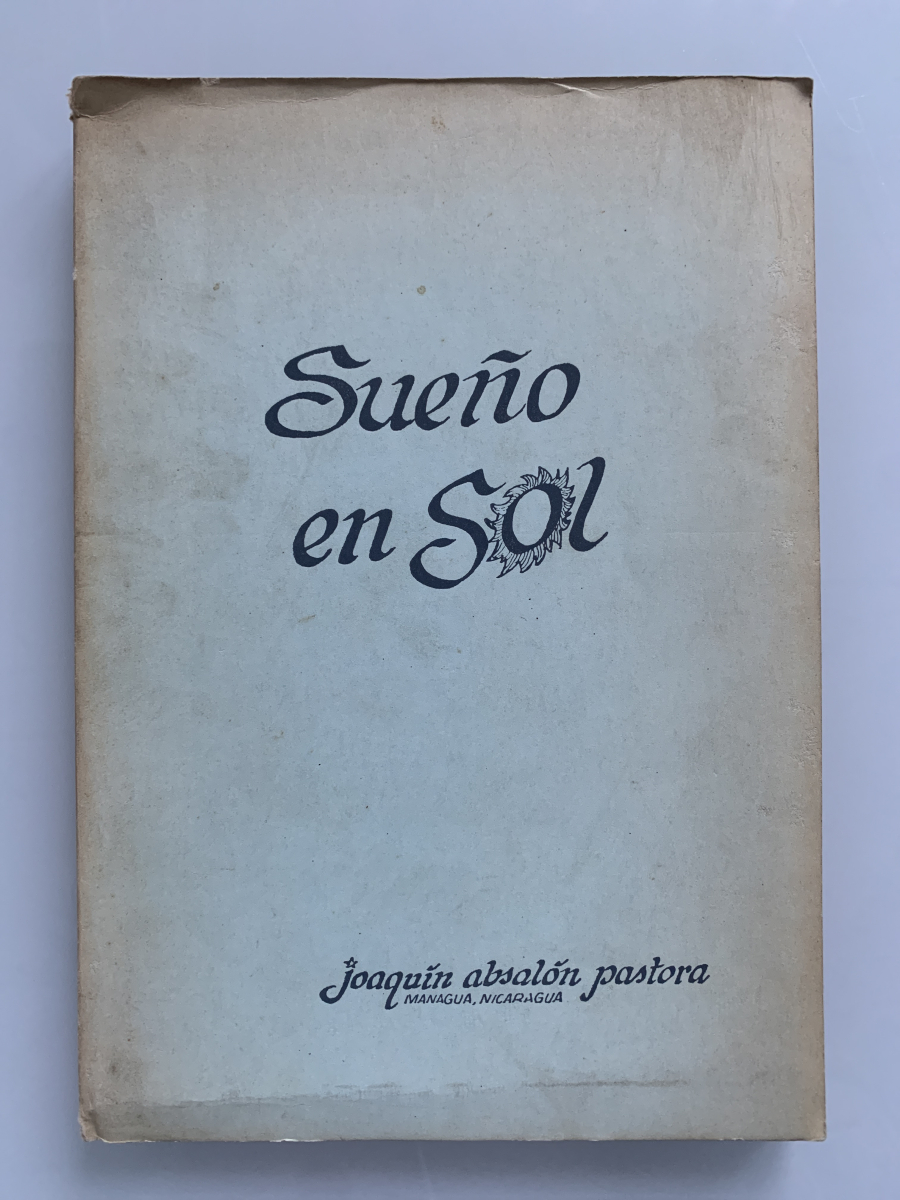 Sueño
en Sol
joaquín absalón pastora
MANAGUA, NICARAGUA